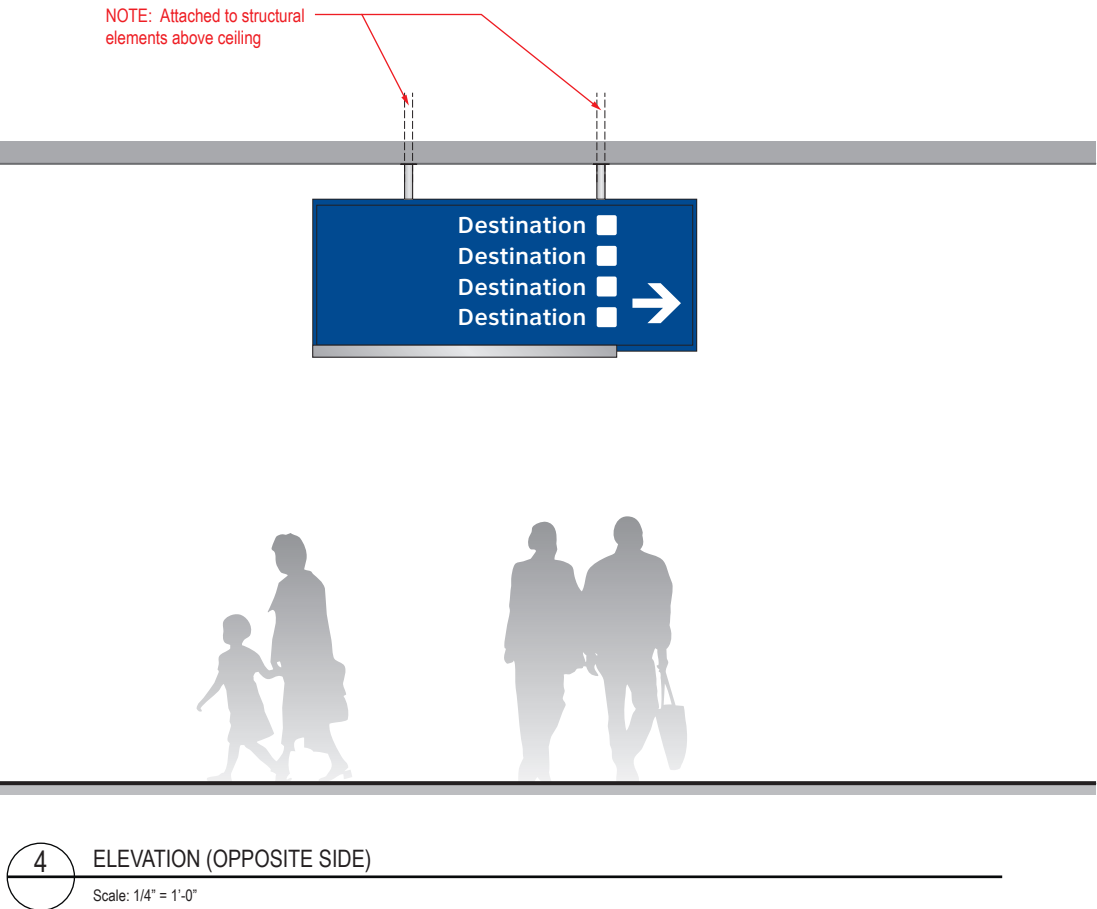 NOTE:  Attached to structural
elements above ceiling
Destination
Destination
Destination
Destination
4
ELEVATION (OPPOSITE SIDE)
Scale: 1/4” = 1’-0”